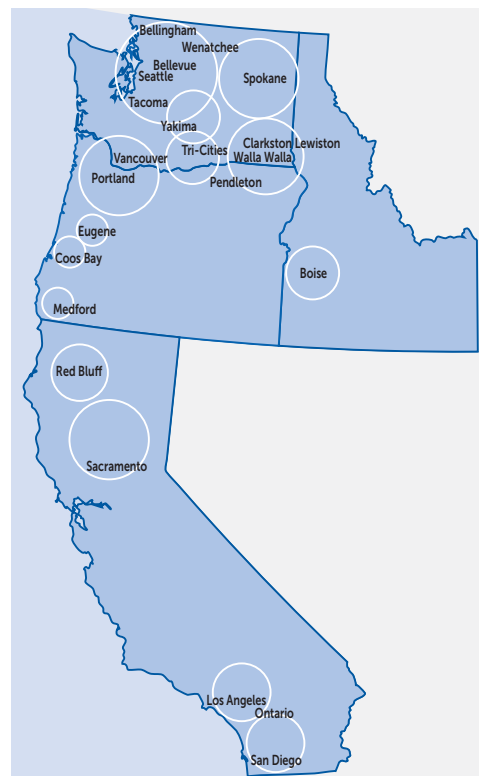 Bellingham
Wenatchee
Bellevue
Seattle
Spokane
Tacoma
Yakima
Clarkston Lewiston
Tri-Cities
Walla Walla
Vancouver
Portland
Pendleton
Eugene
Coos Bay
Boise
Medford
Red Bluff
Sacramento
Los Angeles
Ontario
San Diego